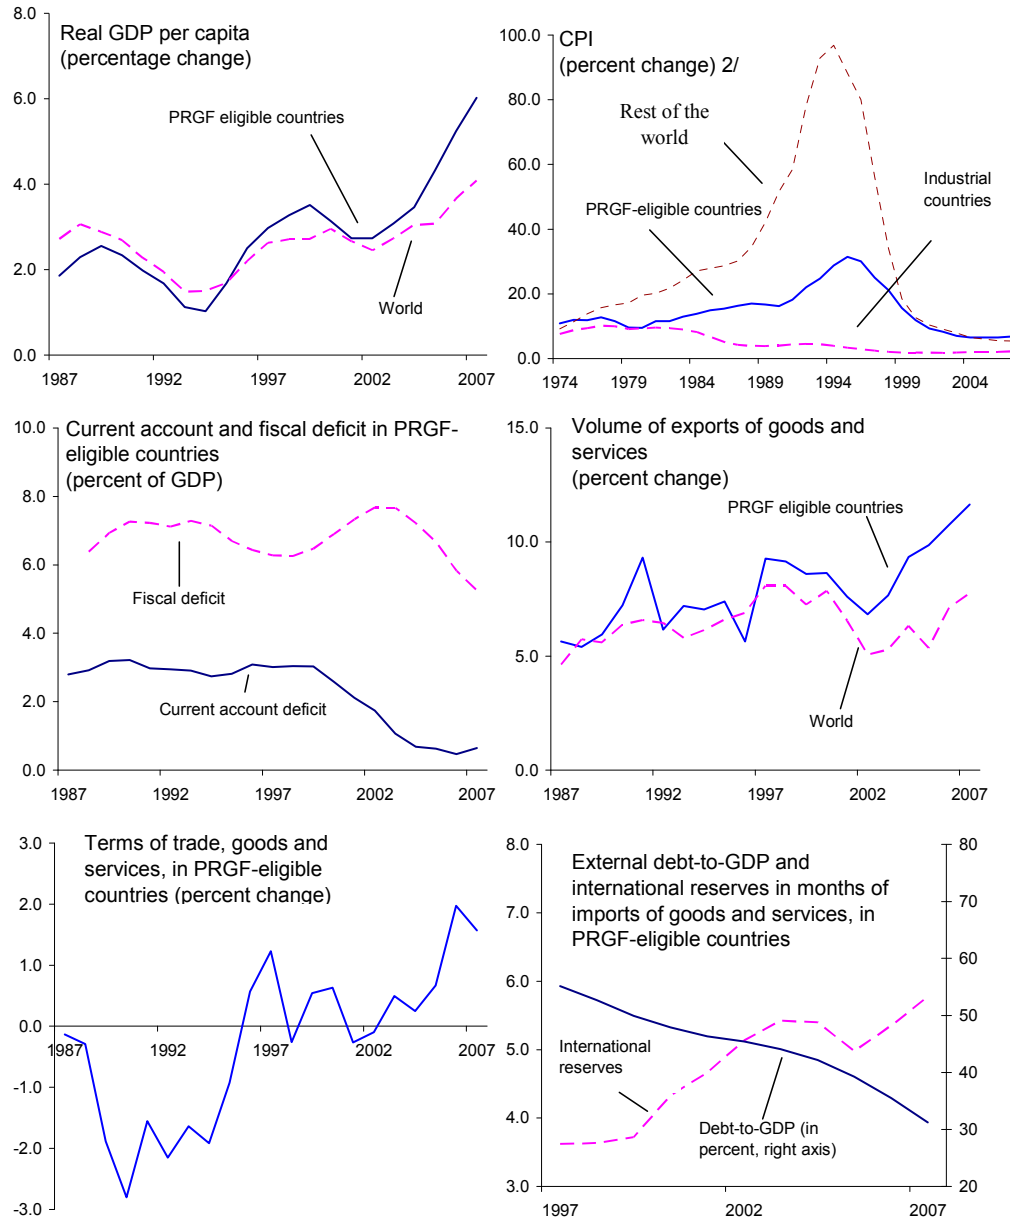 Real GDP per capita
(percentage change)
8.0
6.0
4.0
2.0
0.0
PRGF eligible countries
World
1987 1992 1997 2002 2007
CPI
(percent change) 2/
100.0
80.0
60.0
40.0
20.0
0.0
Rest of the
world
PRGF-eligible countries
Industrial
countries
1974 1979 1984 1989 1994 1999 2004
Current account and fiscal deficit in PRGF-
eligible countries
(percent of GDP)
10.0
8.0
6.0
4.0
2.0
0.0
Fiscal deficit
Current account deficit
1987 1992 1997 2002 2007
Volume of exports of goods and
services
(percent change)
15.0
10.0
5.0
0.0
PRGF eligible countries
World
1987 1992 1997 2002 2007
Terms of trade, goods and
services, in PRGF-eligible
countries (percent change)
3.0
2.0
1.0
0.0
-1.0
-2.0
-3.0
1987 1992 1997 2002 2007
External debt-to-GDP and
international reserves in months of
imports of goods and services, in
PRGF-eligible countries
8.0
7.0
6.0
5.0
4.0
3.0
80
70
60
50
40
30
20
International
reserves
Debt-to-GDP (in
percent, right axis)
1997 2002 2007